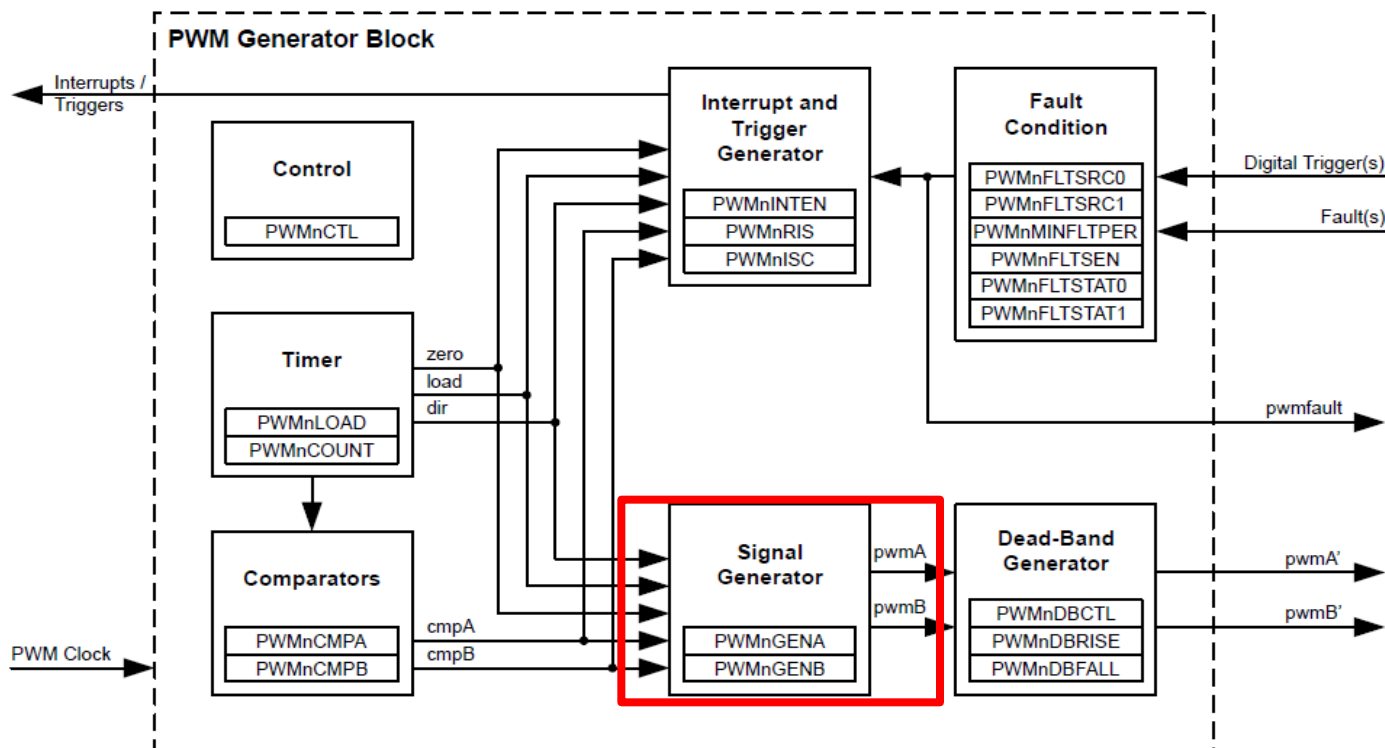 PWM Generator Block
Interrupts /
Triggers
Control
PWMnCTL
Interrupt and
Trigger
Generator
PWMnINTEN
PWMnRIS
PWMnISC
Fault
Condition
PWMnFLTSRC0
PWMnFLTSRC1
PWMnMINFLTPER
PWMnFLTSEN
PWMnFLTSTAT0
PWMnFLTSTAT1
Digital Trigger(s)
Fault(s)
Timer
PWMnLOAD
PWMnCOUNT
zero
load
dir
pwmfault
Comparators
PWMnCMPA
PWMnCMPB
cmpA
cmpB
Signal
Generator
PWMnGENA
PWMnGENB
pwmA
pwmB
Dead-Band
Generator
PWMnDBCTL
PWMnDBRISE
PWMnDBFALL
pwmA’
pwmB’
PWM Clock